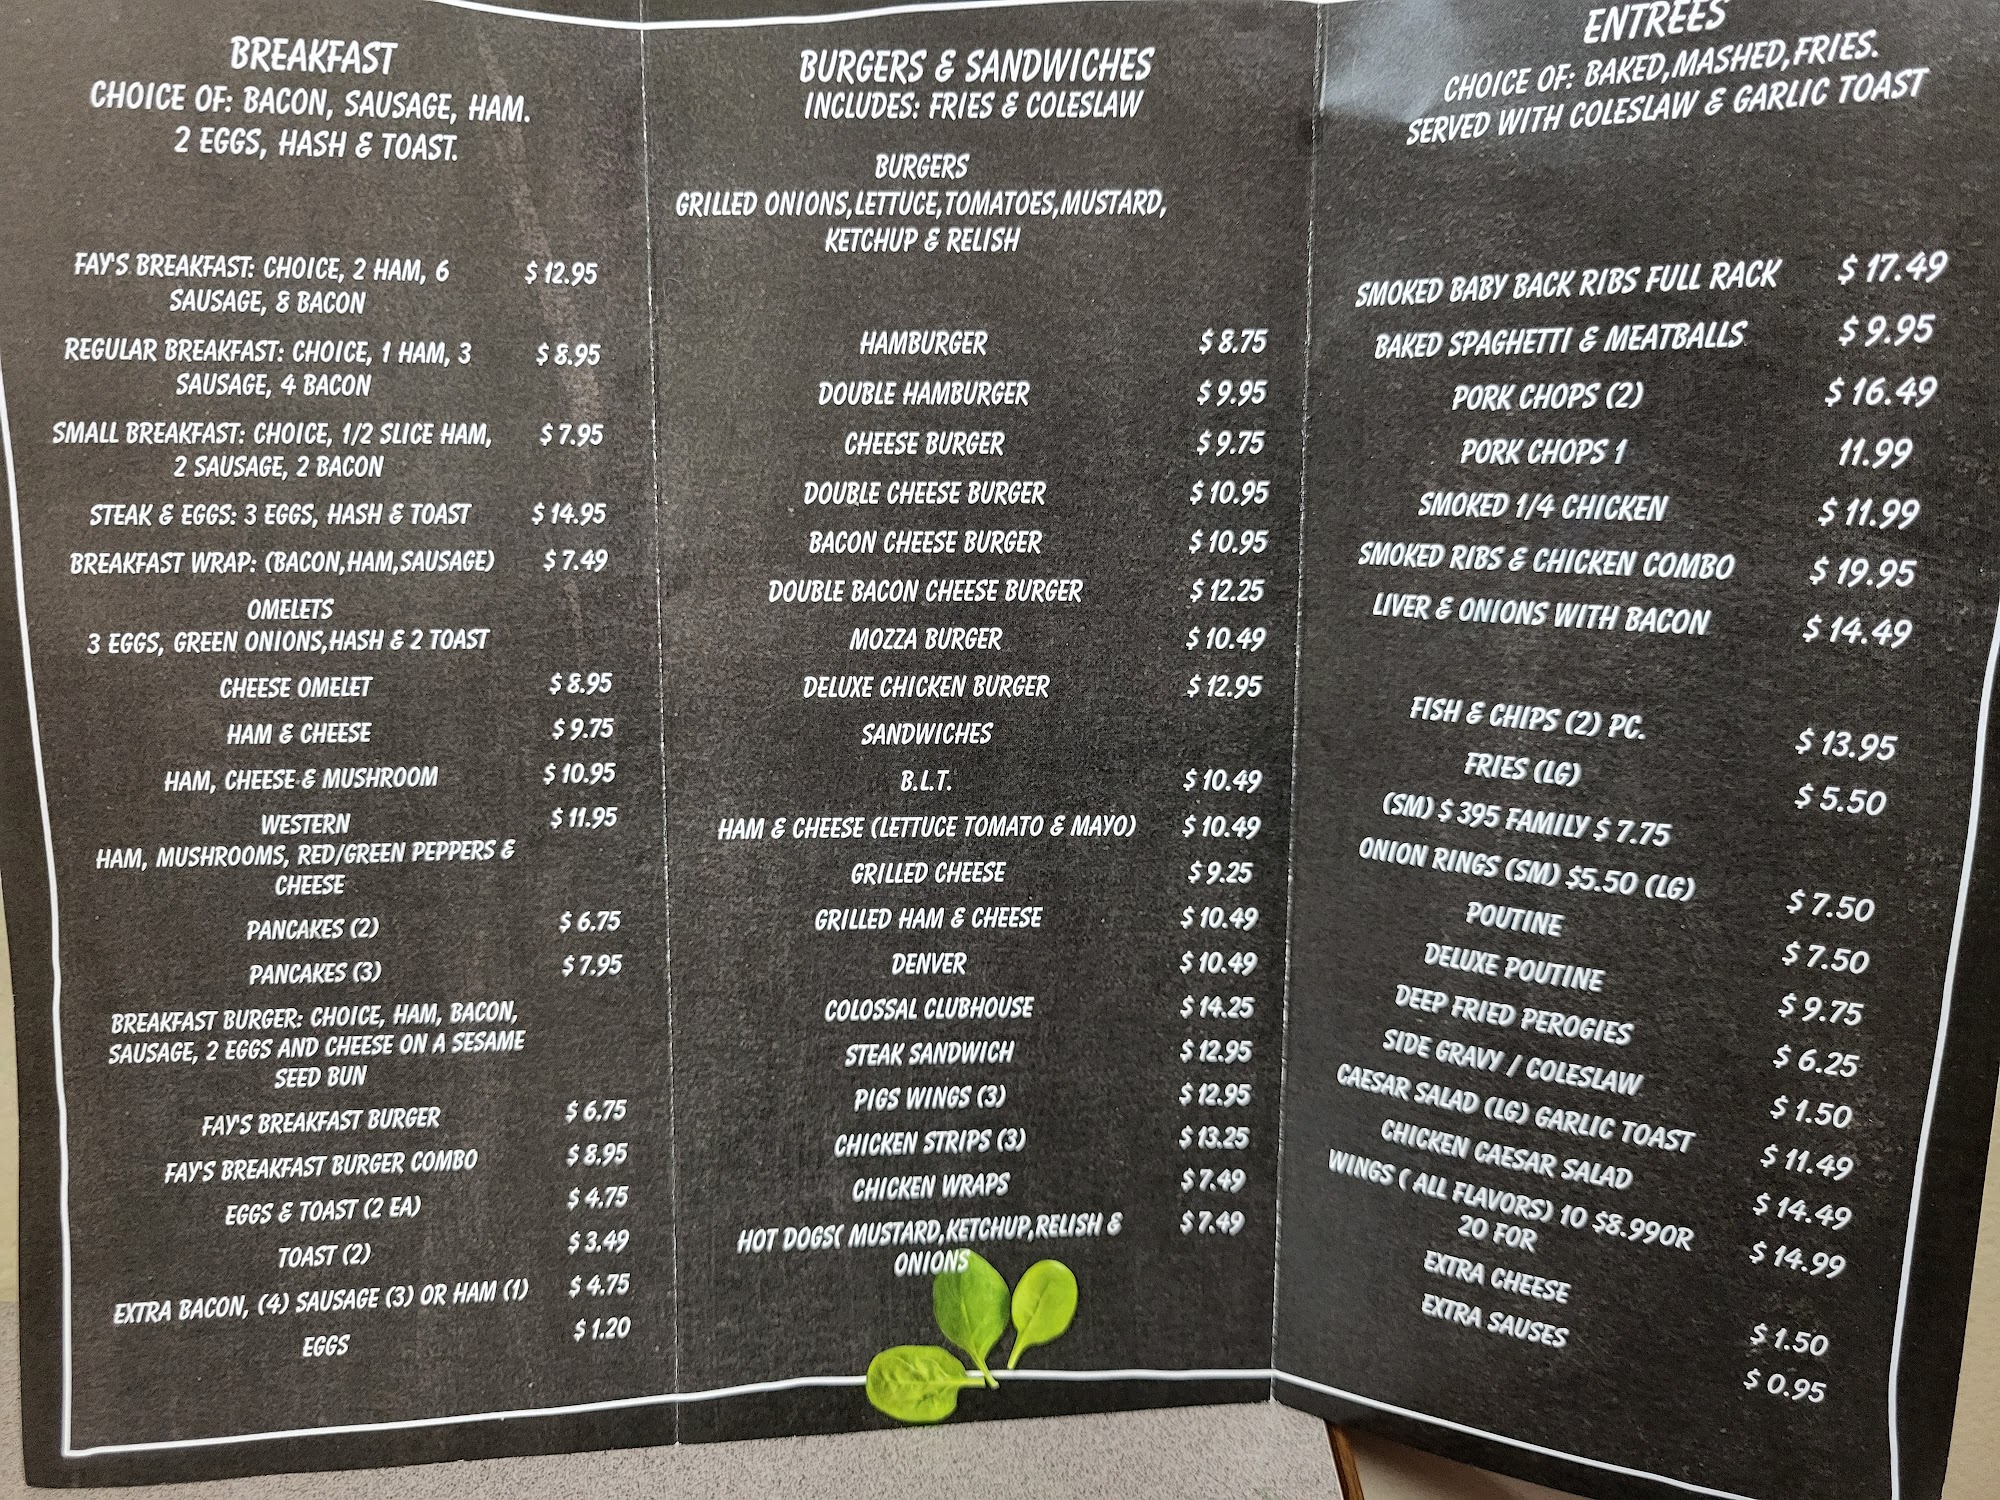 BREAKFAST
CHOICE OF: BACON, SAUSAGE, HAM.
2 EGGS, HASH & TOAST.
FAY'S BREAKFAST: CHOICE, 2 HAM, 6 $ 12.95
SAUSAGE, 8 BACON
REGULAR BREAKFAST: CHOICE, 1 HAM, 3 $ 8.95
SAUSAGE, 4 BACON
SMALL BREAKFAST: CHOICE, 1/2 SLICE HAM, $ 7.95
2 SAUSAGE, 2 BACON
STEAK & EGGS: 3 EGGS, HASH & TOAST $ 14.95
BREAKFAST WRAP: (BACON,HAM,SAUSAGE) $ 7.49
OMELETS
3 EGGS, GREEN ONIONS,HASH & 2 TOAST
CHEESE OMELET $ 8.95
HAM & CHEESE $ 9.75
HAM, CHEESE & MUSHROOM $ 10.95
WESTERN $ 11.95
HAM, MUSHROOMS, RED/GREEN PEPPERS &
CHEESE
PANCAKES (2) $ 6.75
PANCAKES (3) $ 7.95
BREAKFAST BURGER: CHOICE, HAM, BACON,
SAUSAGE, 2 EGGS AND CHEESE ON A SESAME
SEED BUN
FAY'S BREAKFAST BURGER $ 6.75
FAY'S BREAKFAST BURGER COMBO $ 8.95
EGGS & TOAST (2 EA) $ 4.75
TOAST (2) $ 3.49
EXTRA BACON, (4) SAUSAGE (3) OR HAM (1) $ 4.75
EGGS $ 1.20
BURGERS & SANDWICHES
INCLUDES: FRIES & COLESLAW
BURGERS
GRILLED ONIONS,LETTUCE,TOMATOES,MUSTARD,
KETCHUP & RELISH
HAMBURGER $ 8.75
DOUBLE HAMBURGER $ 9.95
CHEESE BURGER $ 9.75
DOUBLE CHEESE BURGER $ 10.95
BACON CHEESE BURGER $ 10.95
DOUBLE BACON CHEESE BURGER $ 12.25
MOZZA BURGER $ 10.49
DELUXE CHICKEN BURGER $ 12.95
SANDWICHES
B.L.T. $ 10.49
HAM & CHEESE (LETTUCE TOMATO & MAYO) $ 10.49
GRILLED CHEESE $ 9.25
GRILLED HAM & CHEESE $ 10.49
DENVER $ 10.49
COLOSSAL CLUBHOUSE $ 14.25
STEAK SANDWICH $ 12.95
PIGS WINGS (3) $ 12.95
CHICKEN STRIPS (3) $ 13.25
CHICKEN WRAPS $ 7.49
HOT DOGS( MUSTARD,KETCHUP,RELISH & $ 7.49
ONIONS
ENTREES
CHOICE OF: BAKED,MASHED,FRIES.
SERVED WITH COLESLAW & GARLIC TOAST
SMOKED BABY BACK RIBS FULL RACK $ 17.49
BAKED SPAGHETTI & MEATBALLS $ 9.95
PORK CHOPS (2) $ 16.49
PORK CHOPS 1 11.99
SMOKED 1/4 CHICKEN $ 11.99
SMOKED RIBS & CHICKEN COMBO $ 19.95
LIVER & ONIONS WITH BACON $ 14.49
FISH & CHIPS (2) PC. $ 13.95
FRIES (LG) $ 5.50
(SM) $ 395 FAMILY $ 7.75
ONION RINGS (SM) $5.50 (LG) $ 7.50
POUTINE $ 7.50
DELUXE POUTINE $ 9.75
DEEP FRIED PEROGIES $ 6.25
SIDE GRAVY / COLESLAW $ 1.50
CAESAR SALAD (LG) GARLIC TOAST $ 11.49
CHICKEN CAESAR SALAD $ 14.49
WINGS ( ALL FLAVORS) 10 $8.99OR $ 14.99
20 FOR
EXTRA CHEESE $ 1.50
EXTRA SAUSES $ 0.95